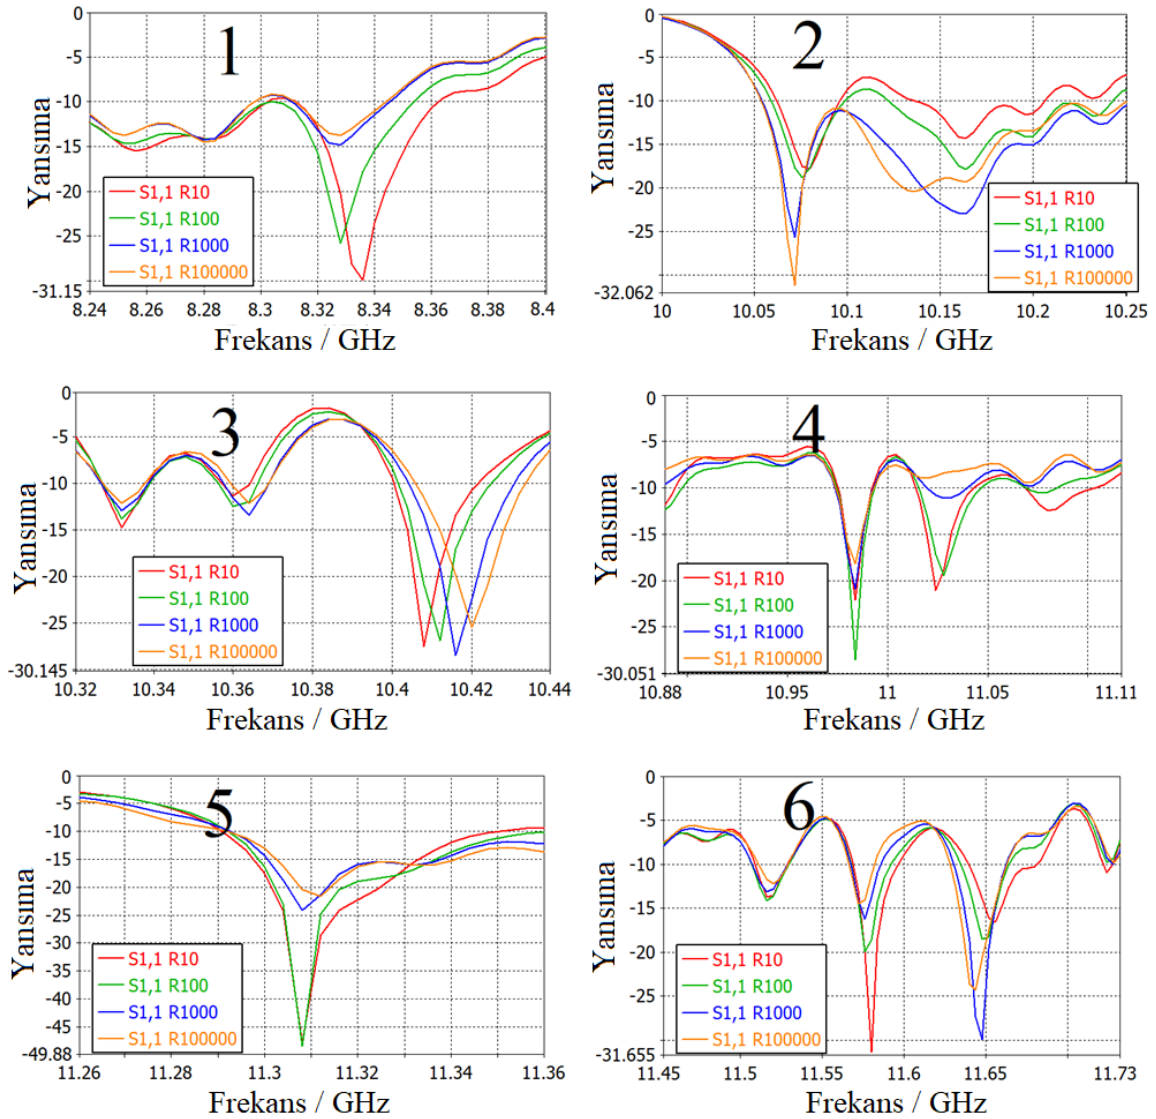 1
0
-5
-10
-15
-20
-25
-31.15
Yansıma
S1,1 R10
S1,1 R100
S1,1 R1000
S1,1 R100000
8.24 8.26 8.28 8.3 8.32 8.34 8.36 8.38 8.4
Frekans / GHz
2
0
-5
-10
-15
-20
-25
-32.062
Yansıma
S1,1 R10
S1,1 R100
S1,1 R1000
S1,1 R100000
10 10.05 10.1 10.15 10.2 10.25
Frekans / GHz
3
0
-5
-10
-15
-20
-25
-30.145
Yansıma
S1,1 R10
S1,1 R100
S1,1 R1000
S1,1 R100000
10.32 10.34 10.36 10.38 10.4 10.42 10.44
Frekans / GHz
4
0
-5
-10
-15
-20
-25
-30.051
Yansıma
S1,1 R10
S1,1 R100
S1,1 R1000
S1,1 R100000
10.88 10.95 11 11.05 11.11
Frekans / GHz
5
0
-5
-10
-15
-20
-25
-30
-35
-40
-45
-49.88
Yansıma
S1,1 R10
S1,1 R100
S1,1 R1000
S1,1 R100000
11.26 11.28 11.3 11.32 11.34 11.36
Frekans / GHz
6
0
-5
-10
-15
-20
-25
-31.655
Yansıma
S1,1 R10
S1,1 R100
S1,1 R1000
S1,1 R100000
11.45 11.5 11.55 11.6 11.65 11.73
Frekans / GHz